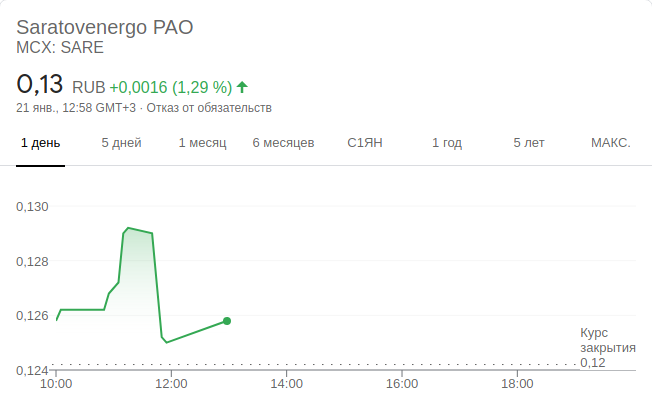 Saratovenergo PAO
MCX: SARE
0,13 RUB +0,0016 (1,29 %)
21 янв., 12:58 GMT+3 · Отказ от обязательств
1 день 5 дней 1 месяц 6 месяцев С1ЯН 1 год 5 лет МАКС.
0,130
0,128
0,126
0,124
Курс
закрытия
0,12
10:00 12:00 14:00 16:00 18:00